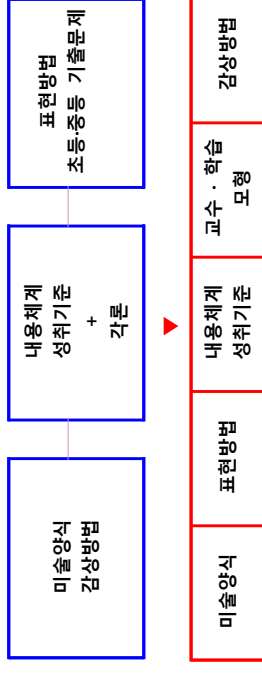 미술양식
감상방법
내용체계
성취기준
+
각론
표현방법
초등·중등 기출문제
미술양식
표현방법
내용체계
성취기준
교수 · 학습
모형
감상방법